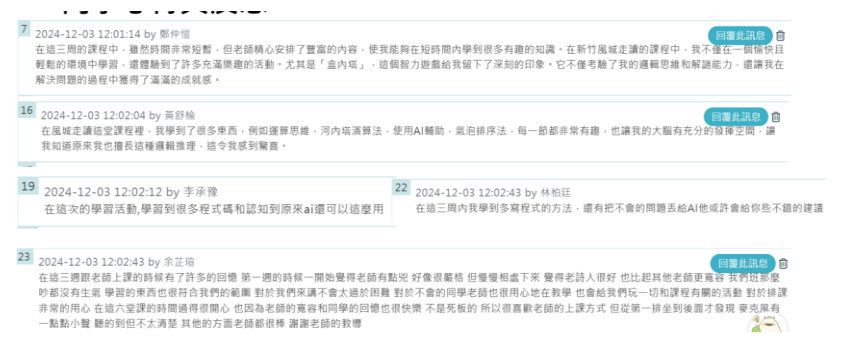 7 2024-12-03 12:01:14 by 鄭仲愷 回覆此訊息
在這三周的課程中，雖然時間非常短暫，但老師精心安排了豐富的內容，使我能夠在短時間內學到很多有趣的知識。在新竹風城走讀的課程中，我不僅在一個愉快且
輕鬆的環境中學習，還體驗到了許多充滿樂趣的活動。尤其是「盒內塔」，這個智力遊戲給我留下了深刻的印象。它不僅考驗了我的邏輯思維和解謎能力，還讓我在
解決問題的過程中獲得了滿滿的成就感。
16 2024-12-03 12:02:04 by 黃舒楡 回覆此訊息
在風城走讀這堂課程裡，我學到了很多東西，例如運算思維，河內塔演算法，使用AI輔助，氣泡排序法，每一節都非常有趣，也讓我的大腦有充分的發揮空間，讓
我知道原來我也擅長這種邏輯推理，這令我感到驚喜。
19 2024-12-03 12:02:12 by 李承豫
在這次的學習活動,學習到很多程式碼和認知到原來ai還可以這麼用
22 2024-12-03 12:02:43 by 林柏廷
在這三周內我學到多寫程式的方法，還有把不會的問題丟給AI他或許會給你些不錯的建議
23 2024-12-03 12:02:43 by 余芷瑄 回覆此訊息
在這三週跟老師上課的時候有了許多的回憶 第一週的時候一開始覺得老師有點兇 好像很嚴格 但慢慢相處下來 覺得老詩人很好 也比起其他老師更寬容 我們班那麼
吵都沒有生氣 學習的東西也很符合我們的範圍 對於我們來講不會太過於困難 對於不會的同學老師也很用心地在教學 也會給我們玩一切和課程有關的活動 對於排課
非常的用心 在這六堂課的時間過得很開心 也因為老師的寬容和同學的回憶也很快樂 不是死板的 所以很喜歡老師的上課方式 但從第一排坐到後面才發現 麥克風有
一點點小聲 聽的到但不太清楚 其他的方面老師都很棒 謝謝老師的教導